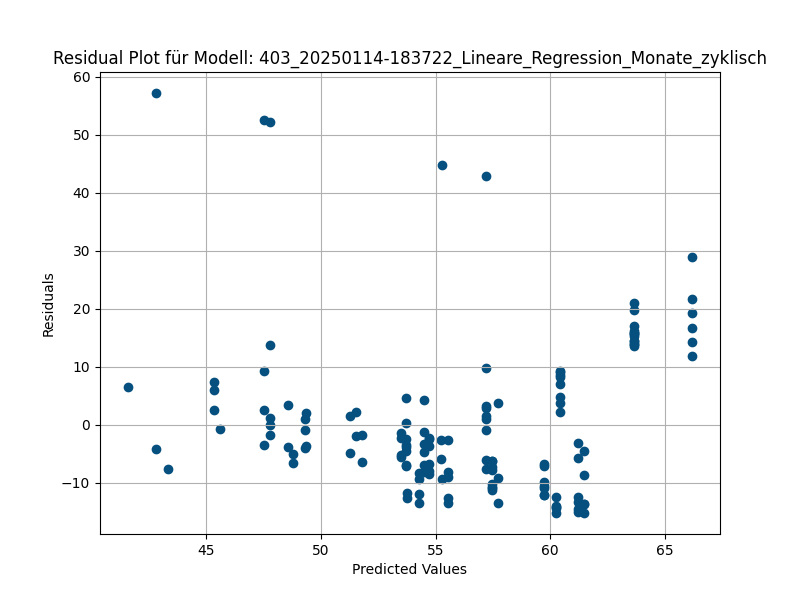 Residual Plot für Modell: 403_20250114-183722_Lineare_Regression_Monate_zyklisch
60
50
40
30
20
10
0
−10
Residuals
45 50 55 60 65
Predicted Values